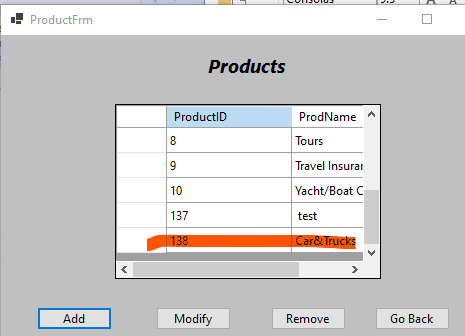 ProductFrm
Products
ProductID ProdName
8 Tours
9 Travel Insuran
10 Yacht/Boat C
137 test
138 Car&Trucks
Add Modify Remove Go Back